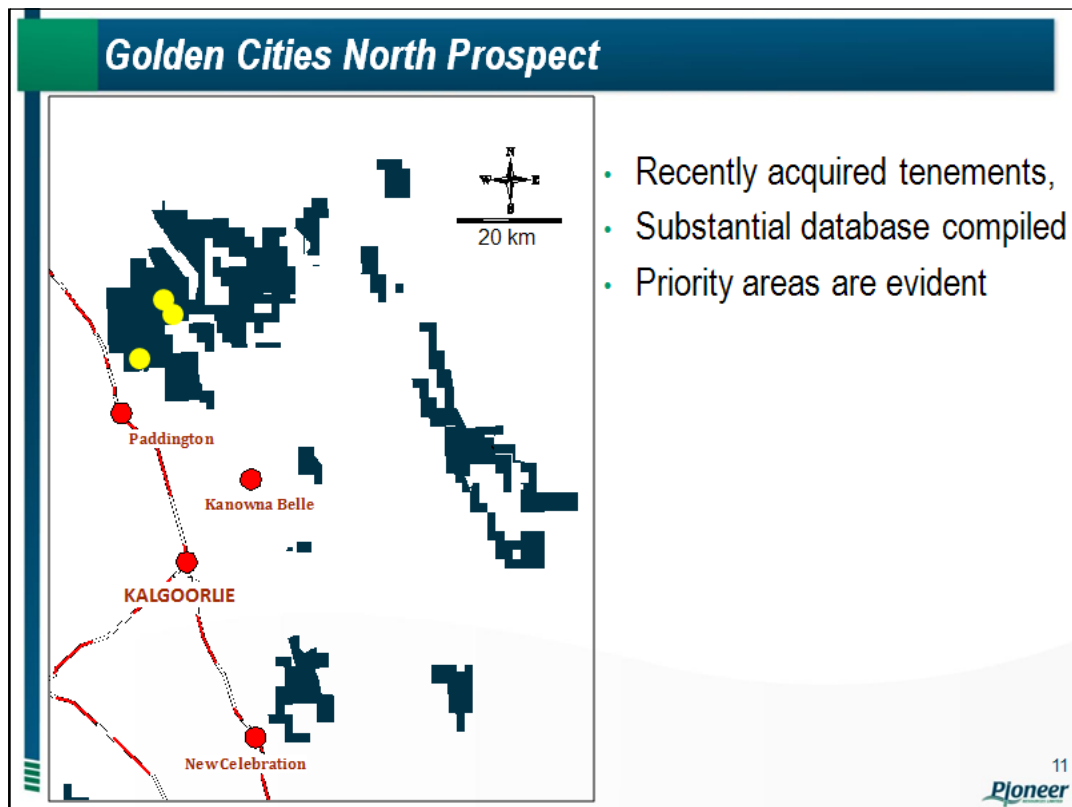 Golden Cities North Prospect
N
W E
S
20 km
Paddington
Kanowna Belle
KALGOORLIE
New Celebration
• Recently acquired tenements,
• Substantial database compiled
• Priority areas are evident
11
Pioneer